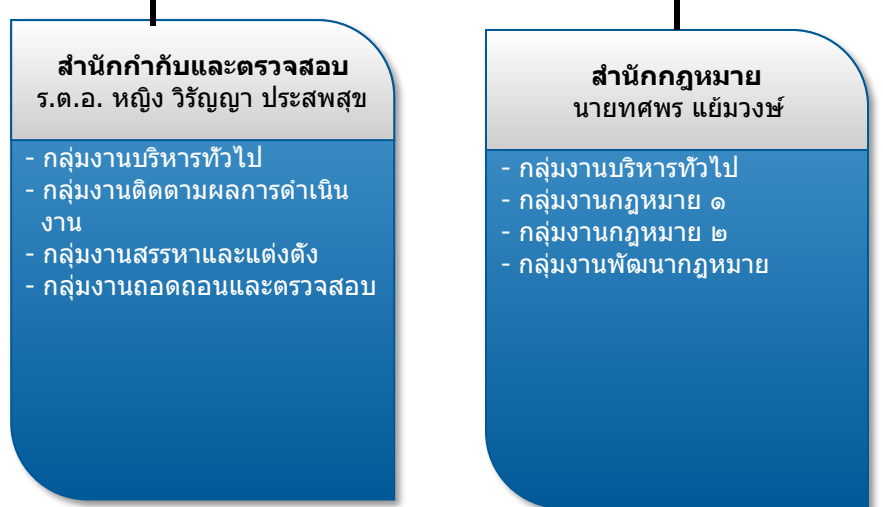 สำนักกำกับและตรวจสอบ
ร.ต.อ. หญิง วิรัญญา ประสพสุข
- กลุ่มงานบริหารทั่วไป
- กลุ่มงานติดตามผลการดำเนิน
งาน
- กลุ่มงานสรรหาและแต่งตั้ง
- กลุ่มงานถอดถอนและตรวจสอบ
สำนักกฎหมาย
นายทศพร แย้มวงษ์
- กลุ่มงานบริหารทั่วไป
- กลุ่มงานกฎหมาย ๑
- กลุ่มงานกฎหมาย ๒
- กลุ่มงานพัฒนากฎหมาย